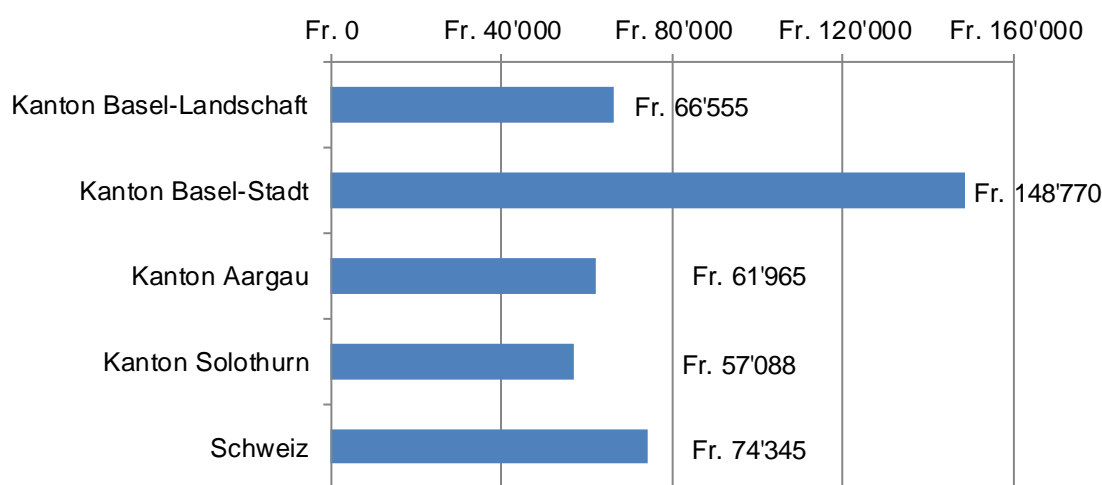 Fr. 0 Fr. 40'000 Fr. 80'000 Fr. 120'000 Fr. 160'000
Kanton Basel-Landschaft Fr. 66'555
Kanton Basel-Stadt Fr. 148'770
Kanton Aargau Fr. 61'965
Kanton Solothurn Fr. 57'088
Schweiz Fr. 74'345